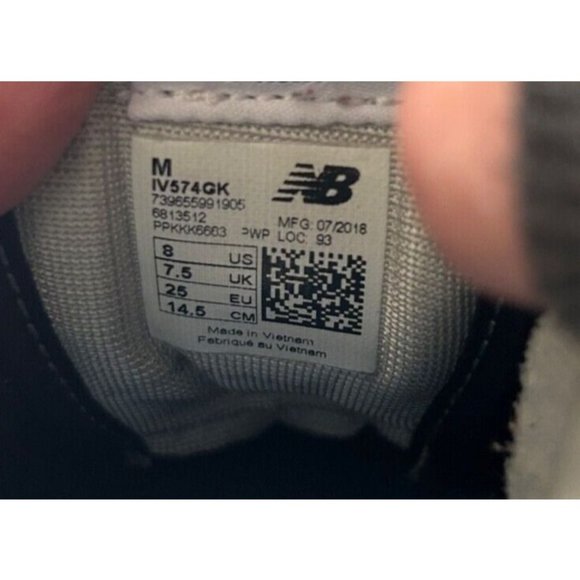 M
IV574GK
739655991905
6813512
PPKKK6663 PWP
NB
MFG: 07/2018
LOC: 93
8 US
7.5 UK
25 EU
14.5 CM
Made in Vietnam
Fabriqué au Vietnam